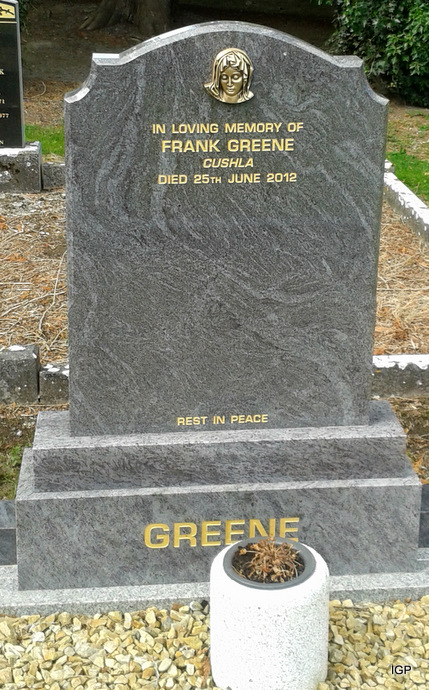 IN LOVING MEMORY OF
FRANK GREENE
CUSHLA
DIED 25TH JUNE 2012
REST IN PEACE
GREENE
IGP